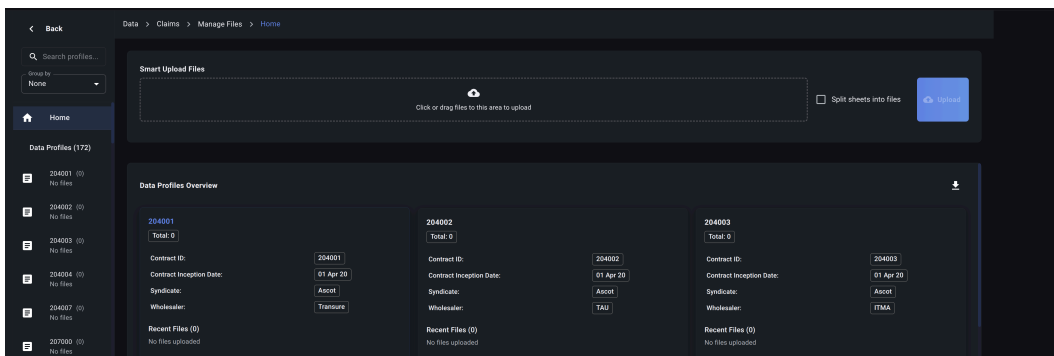 Back
Data > Claims > Manage Files > Home
Search profiles...
Group by
None
Home
Data Profiles (172)
204001 (0)
No files
204002 (0)
No files
204003 (0)
No files
204004 (0)
No files
204007 (0)
No files
207000 (0)
No files
Smart Upload Files
Click or drag files to this area to upload
Split sheets into files
Upload
Data Profiles Overview
204001
Total: 0
Contract ID: 204001
Contract Inception Date: 01 Apr 20
Syndicate: Ascot
Wholesaler: Transure
Recent Files (0)
No files uploaded
204002
Total: 0
Contract ID: 204002
Contract Inception Date: 01 Apr 20
Syndicate: Ascot
Wholesaler: TAU
Recent Files (0)
No files uploaded
204003
Total: 0
Contract ID: 204003
Contract Inception Date: 01 Apr 20
Syndicate: Ascot
Wholesaler: ITMA
Recent Files (0)
No files uploaded